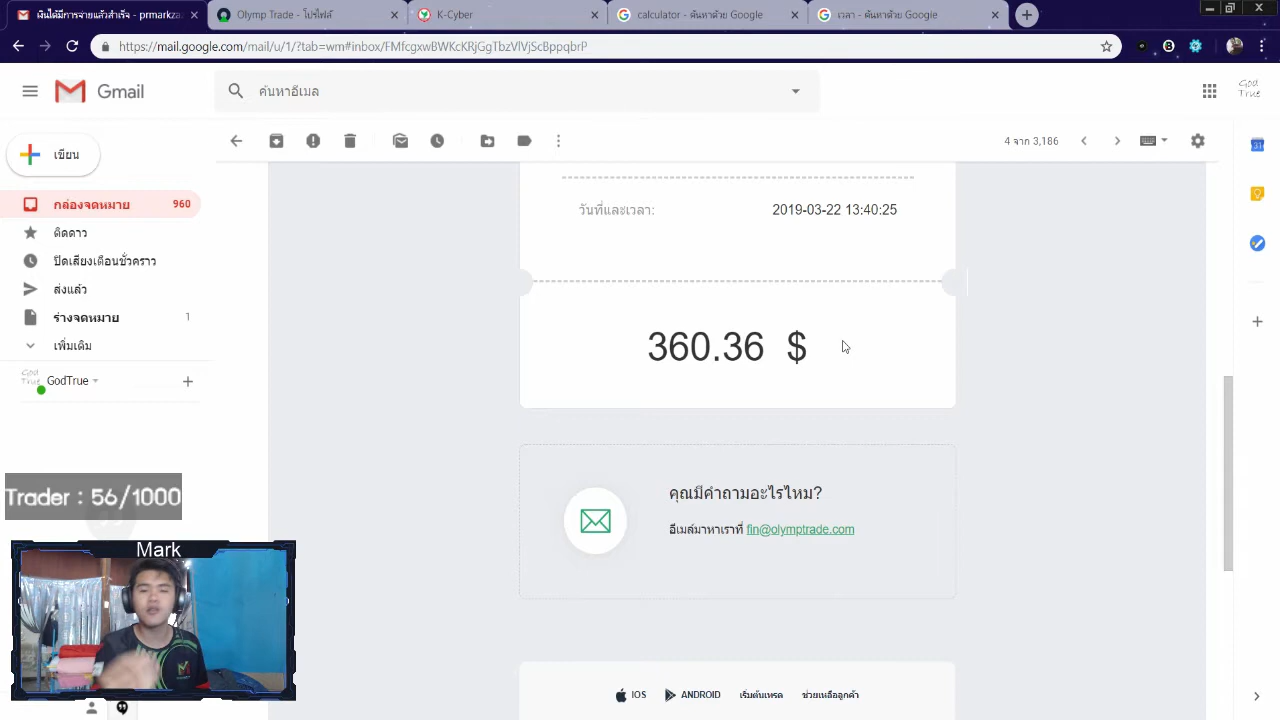 ฝันได้มีการจ่ายแล้วสำเร็จ - prmarkza
Olymp Trade - โปรไฟล์
K-Cyber
calculator - ค้นหาด้วย Google
เวลา - ค้นหาด้วย Google
https://mail.google.com/mail/u/1/?tab=wm#inbox/FMfcgxwBWKcKRjGgTbzVlVjScBppqbrP
Gmail
ค้นหาอีเมล
God True
เขียน
4 จาก 3,186
กล่องจดหมาย 960
ติดดาว
ปิดเสียงเตือนชั่วคราว
ส่งแล้ว
ร่างจดหมาย 1
เพิ่มเติม
GodTrue
วันที่และเวลา: 2019-03-22 13:40:25
360.36 $
คุณมีคำถามอะไรไหม?
อีเมล์มาหาเราที่ fin@olymptrade.com
Trader : 56/1000
Mark
IOS ANDROID เริ่มต้นเทรด ช่วยเหลือลูกค้า